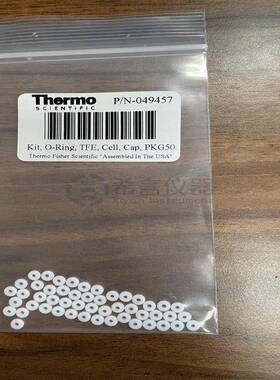 Thermo
SCIENTIFIC
P/N-049457
Kit, O-Ring, TFE, Cell, Cap, PKG50
Thermo Fisher Scientific "Assembled In The USA"